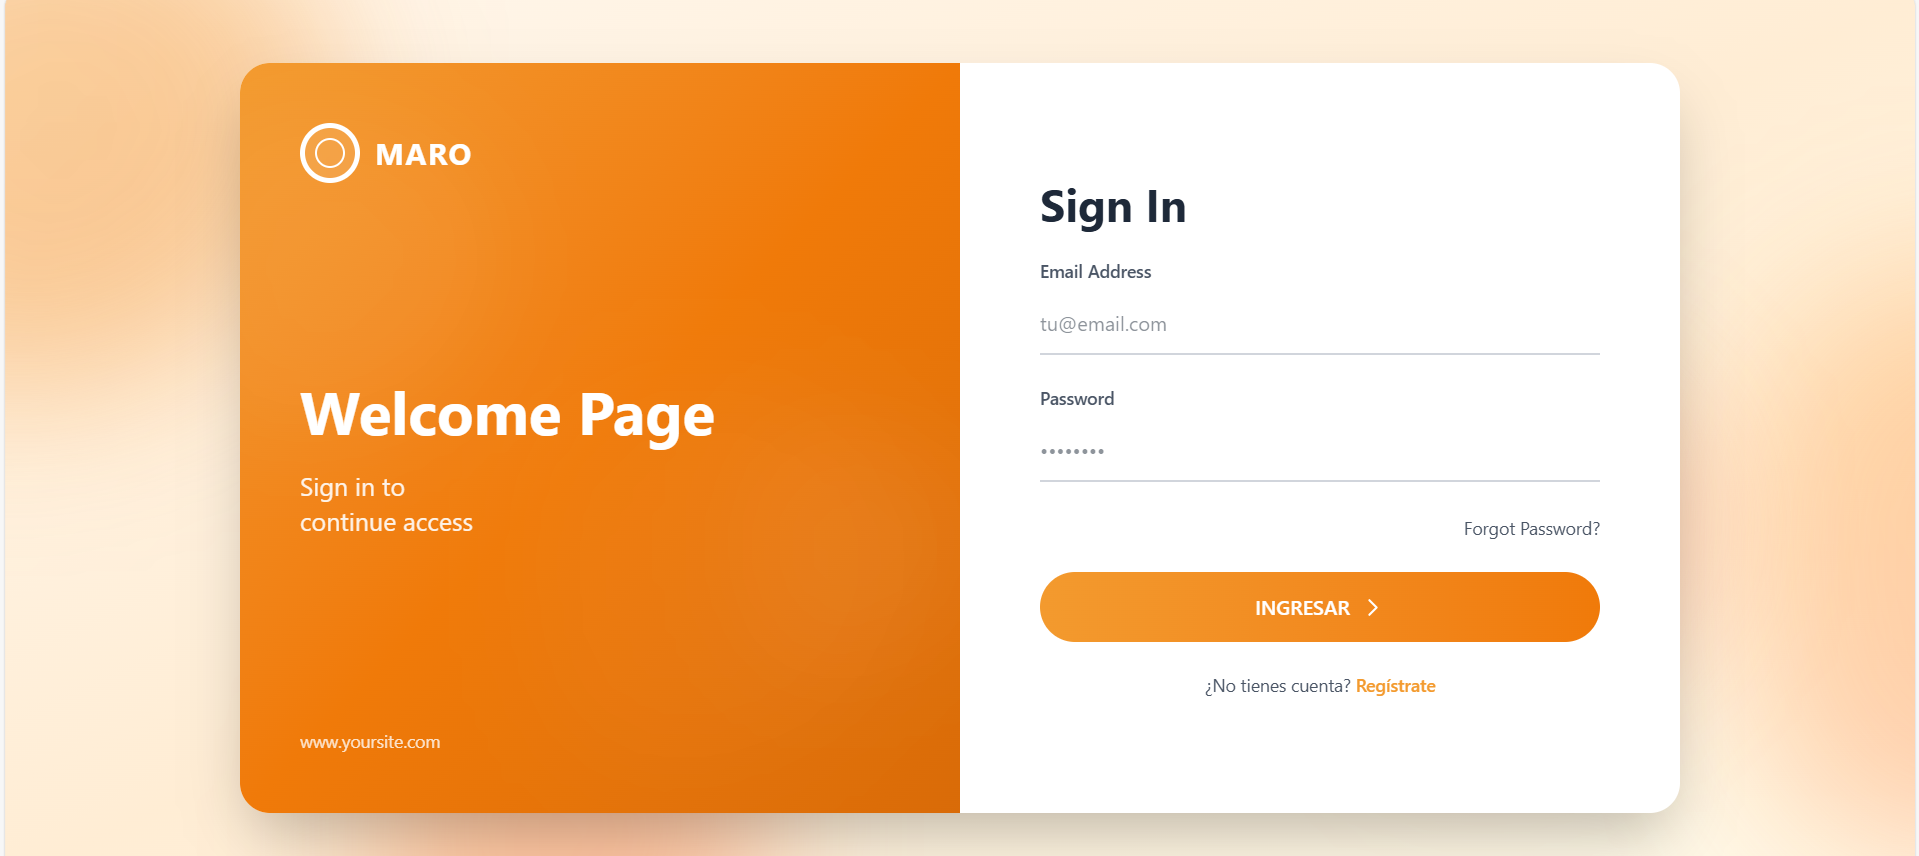 MARO
Welcome Page
Sign in to
continue access
www.yoursite.com
Sign In
Email Address
tu@email.com
Password
••••••••
Forgot Password?
INGRESAR
¿No tienes cuenta? Regístrate